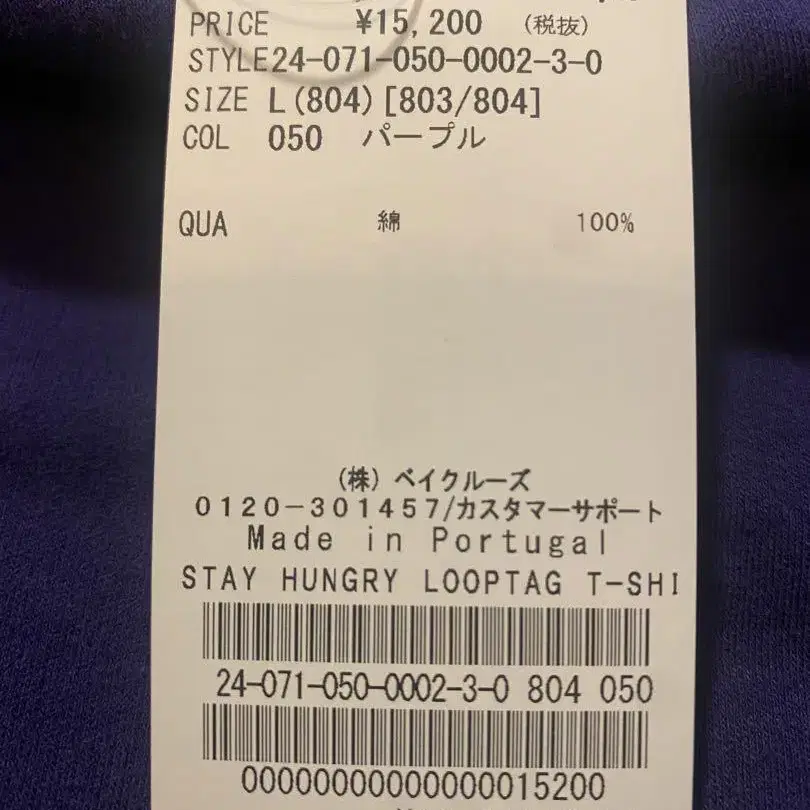 PRICE ¥15,200 (税抜)
STYLE24-071-050-0002-3-0
SIZE L(804)[803/804]
COL 050 パープル
QUA 綿 100%
(株) ベイクルーズ
0120-301457/カスタマーサポート
Made in Portugal
STAY HUNGRY LOOPTAG T-SHI
24-071-050-0002-3-0 804 050
00000000000000015200